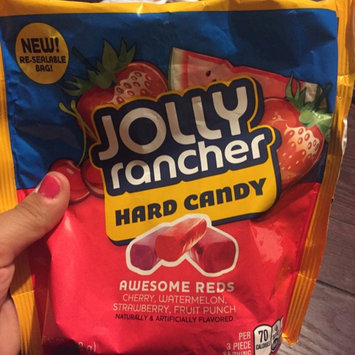 NEW!
RE-SEALABLE
BAG!
JOLLY
rancher
HARD CANDY
AWESOME REDS
CHERRY, WATERMELON,
STRAWBERRY, FRUIT PUNCH
NATURALLY & ARTIFICIALLY FLAVORED
PER
3 PIECE
70